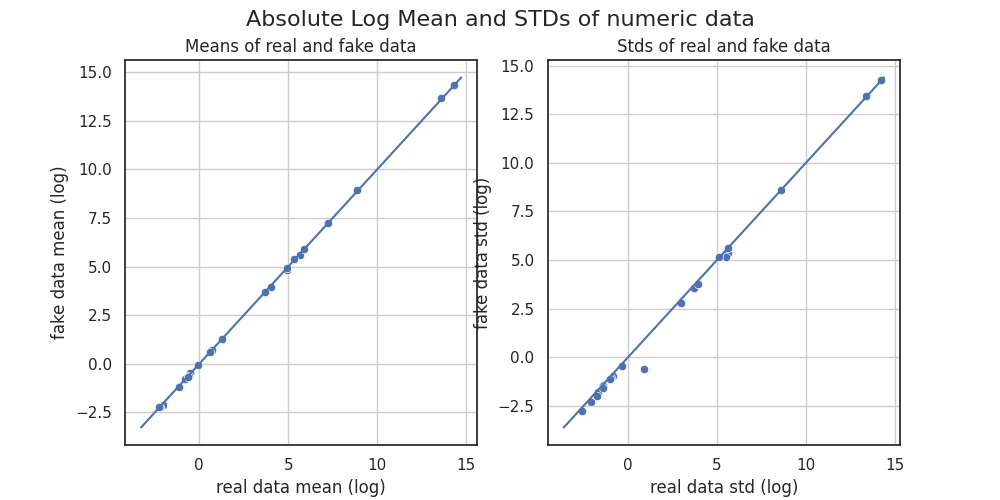 Absolute Log Mean and STDs of numeric data
Means of real and fake data
15.0
12.5
10.0
7.5
5.0
2.5
0.0
−2.5
fake data mean (log)
0 5 10 15
real data mean (log)
Stds of real and fake data
15.0
12.5
10.0
7.5
5.0
2.5
0.0
−2.5
fake data std (log)
0 5 10 15
real data std (log)